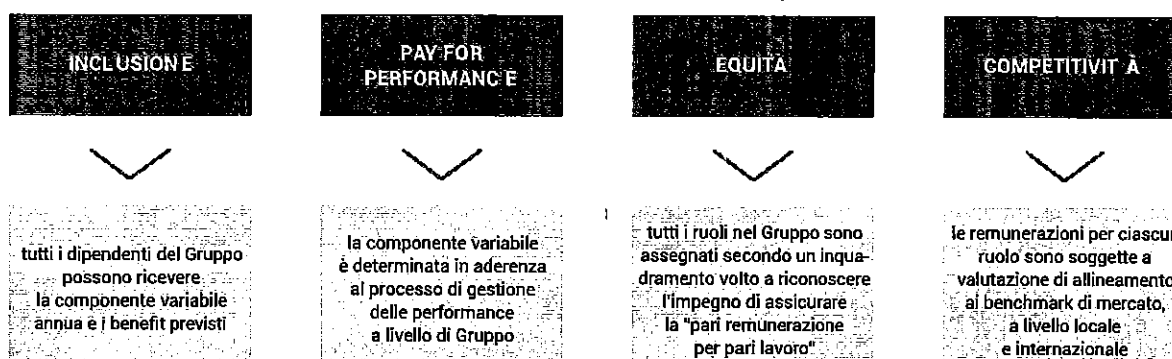 INCLUSIONE
PAY FOR
PERFORMANCE
EQUITÀ
COMPETITIVITÀ
tutti i dipendenti del Gruppo
possono ricevere
la componente variabile
annua e i benefit previsti
la componente variabile
è determinata in aderenza
al processo di gestione
delle performance
a livello di Gruppo
tutti i ruoli nel Gruppo sono
assegnati secondo un inqua-
dramento volto a riconoscere
l'impegno di assicurare
la "pari remunerazione
per pari lavoro"
le remunerazioni per ciascun
ruolo sono soggette a
valutazione di allineamento
ai benchmark di mercato,
a livello locale
e internazionale